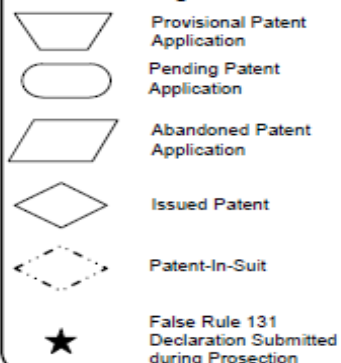 Provisional Patent
Application
Pending Patent
Application
Abandoned Patent
Application
Issued Patent
Patent-In-Suit
False Rule 131
Declaration Submitted
during Prosection